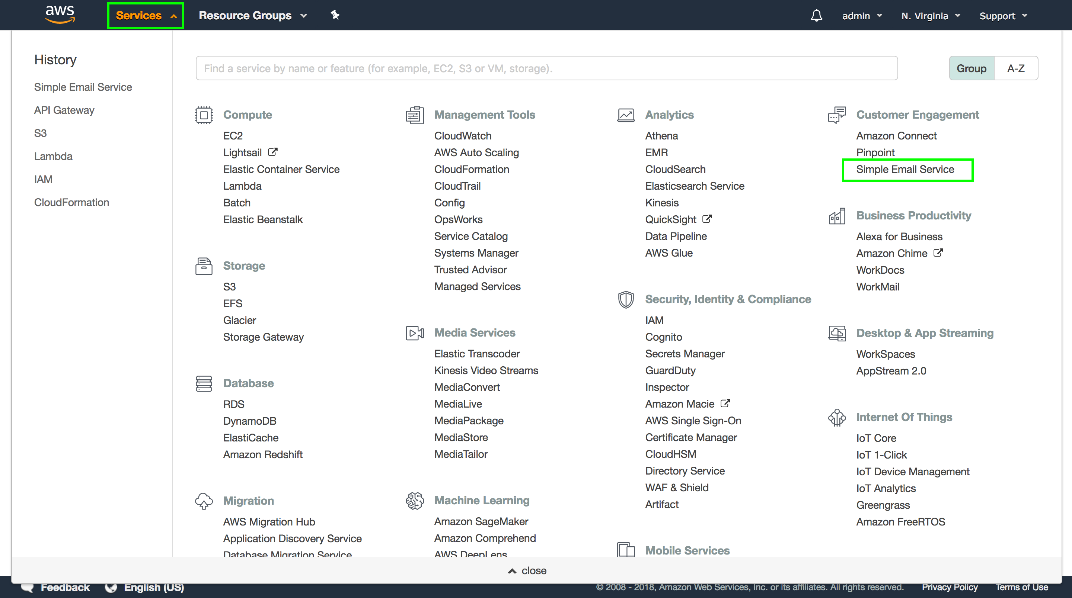 aws
Services
Resource Groups
admin
N. Virginia
Support
History
Simple Email Service
API Gateway
S3
Lambda
IAM
CloudFormation
Find a service by name or feature (for example, EC2, S3 or VM, storage).
Group
A-Z
Compute
EC2
Lightsail
Elastic Container Service
Lambda
Batch
Elastic Beanstalk
Storage
S3
EFS
Glacier
Storage Gateway
Database
RDS
DynamoDB
ElastiCache
Amazon Redshift
Migration
AWS Migration Hub
Application Discovery Service
Database Migration Service
Management Tools
CloudWatch
AWS Auto Scaling
CloudFormation
CloudTrail
Config
OpsWorks
Service Catalog
Systems Manager
Trusted Advisor
Managed Services
Media Services
Elastic Transcoder
Kinesis Video Streams
MediaConvert
MediaLive
MediaPackage
MediaStore
MediaTailor
Machine Learning
Amazon SageMaker
Amazon Comprehend
AWS DeepLens
Analytics
Athena
EMR
CloudSearch
Elasticsearch Service
Kinesis
QuickSight
Data Pipeline
AWS Glue
Security, Identity & Compliance
IAM
Cognito
Secrets Manager
GuardDuty
Inspector
Amazon Macie
AWS Single Sign-On
Certificate Manager
CloudHSM
Directory Service
WAF & Shield
Artifact
Mobile Services
Customer Engagement
Amazon Connect
Pinpoint
Simple Email Service
Business Productivity
Alexa for Business
Amazon Chime
WorkDocs
WorkMail
Desktop & App Streaming
WorkSpaces
AppStream 2.0
Internet Of Things
IoT Core
IoT 1-Click
IoT Device Management
IoT Analytics
Greengrass
Amazon FreeRTOS
close
Feedback
English (US)
© 2008 - 2018, Amazon Web Services, Inc. or its affiliates. All rights reserved.
Privacy Policy
Terms of Use